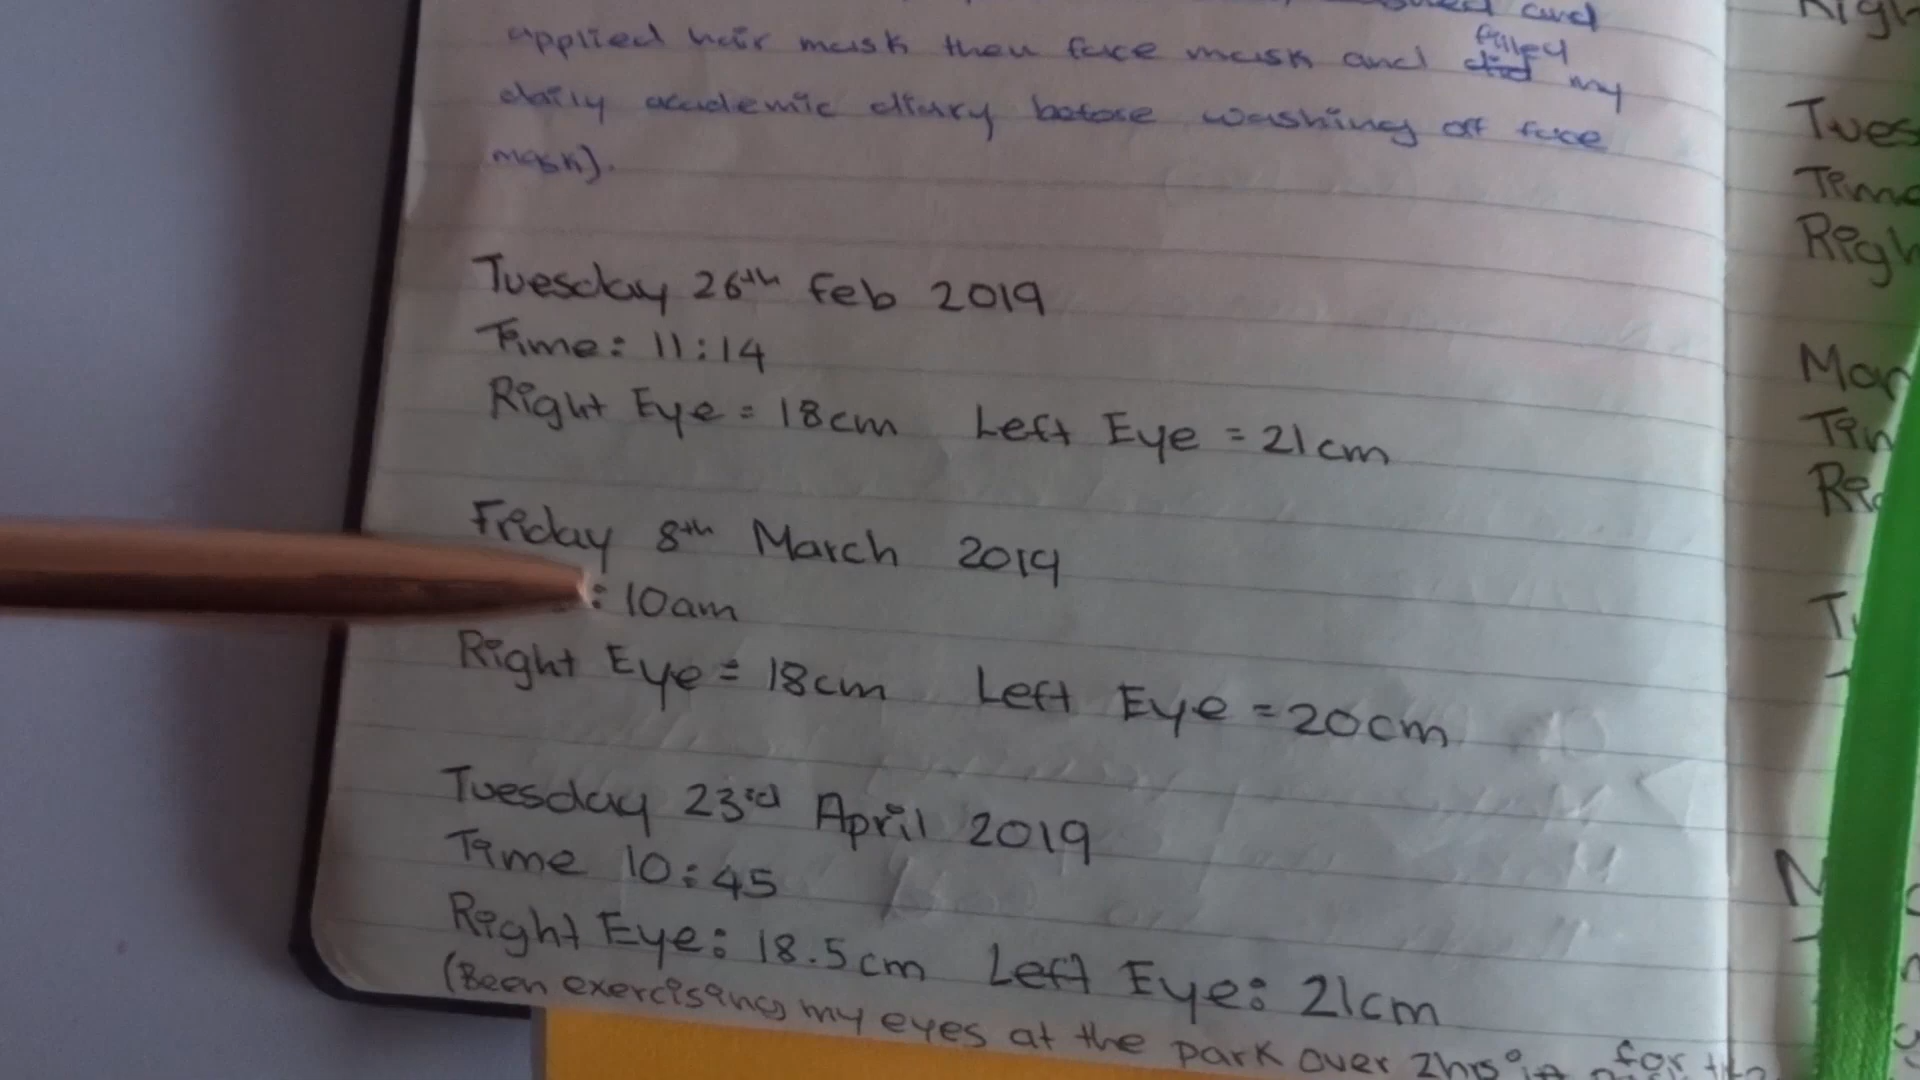 and
applied hair mask then face mask and filled my
daily academic diary before washing off face
mask).
Tuesday 26th Feb 2019
Time: 11:14
Right Eye = 18cm Left Eye = 21cm
Friday 8th March 2019
: 10am
Right Eye = 18cm Left Eye = 20cm
Tuesday 23rd April 2019
Time 10:45
Right Eye: 18.5cm Left Eye: 21cm
(Been exercising my eyes at the park over 2hrs for
Tues
Time
Righ
Mar
Tim